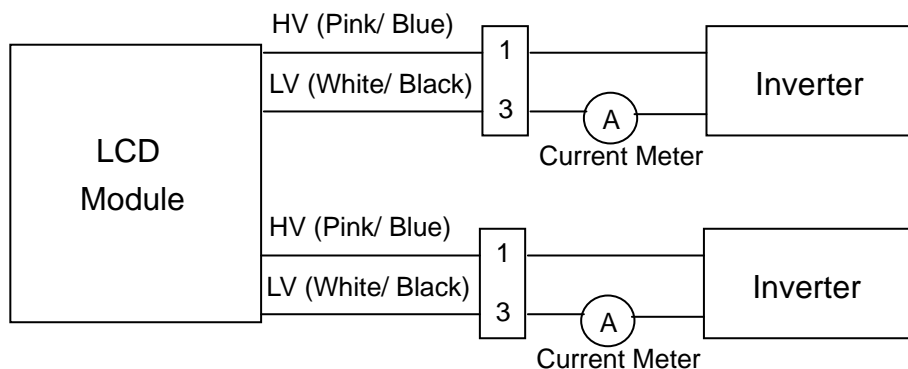 HV (Pink/ Blue)
1
LV (White/ Black)
3
A
Current Meter
Inverter
LCD
Module
HV (Pink/ Blue)
1
LV (White/ Black)
3
A
Current Meter
Inverter